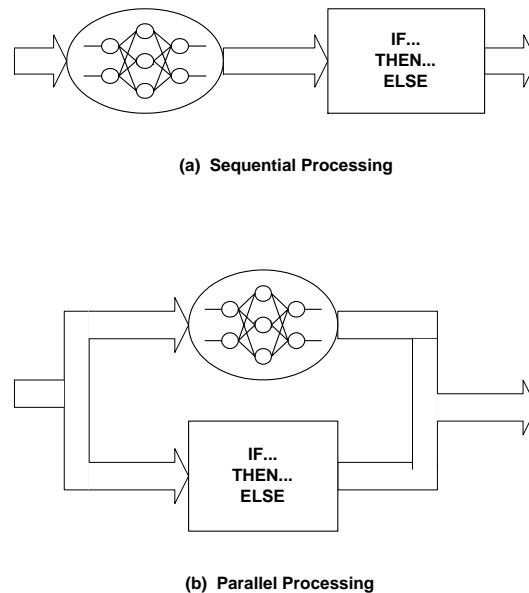 IF...
THEN...
ELSE
(a) Sequential Processing
IF...
THEN...
ELSE
(b) Parallel Processing